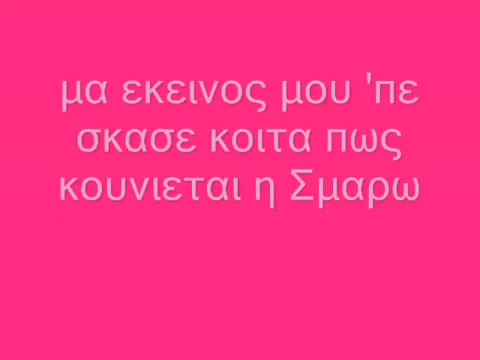 μα εκεινος μου 'πε
σκασε κοιτα πως
κουνιεται η Σμαρω